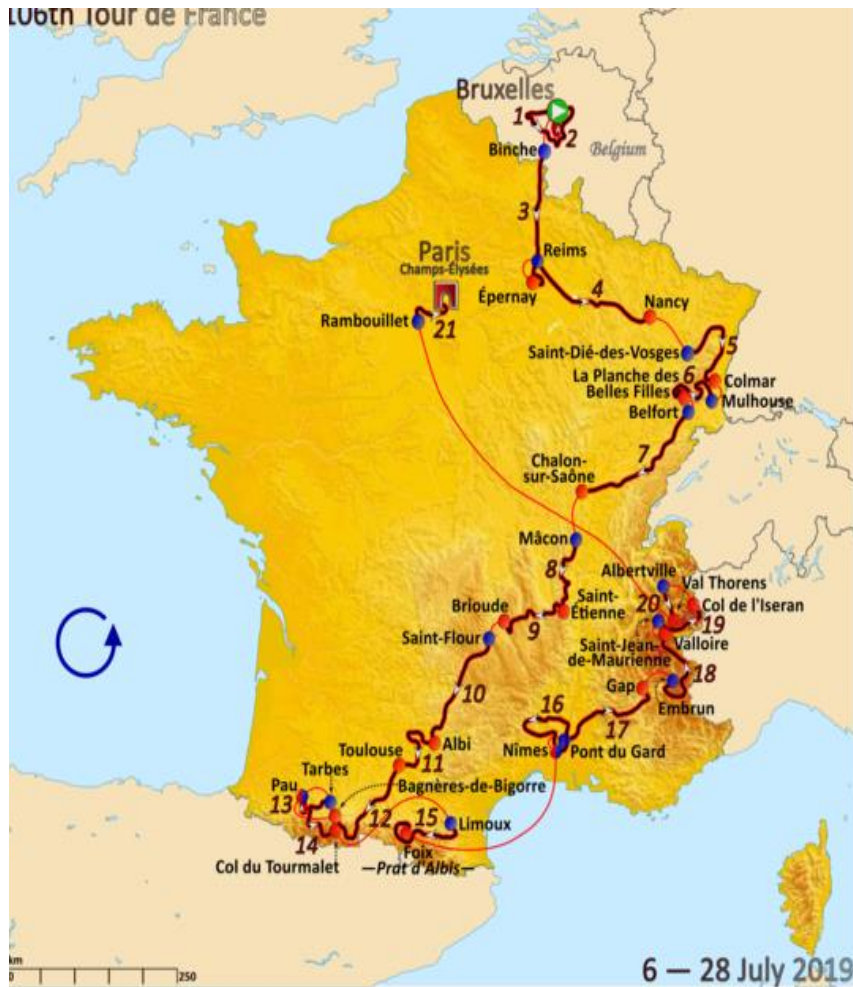 106th Tour de France
Bruxelles
1
2
Binche
Belgium
3
Reims
Paris
Champs-Élysées
Épernay
4
Nancy
Rambouillet
21
Saint-Dié-des-Vosges
5
La Planche des
Belles Filles
6
Colmar
Mulhouse
Belfort
7
Chalon-
sur-Saône
Mâcon
8
Albertville
Val Thorens
Brioude
Saint-
Étienne
20
Col de l'Iseran
19
9
Saint-Flour
Saint-Jean-
de-Maurienne
Valloire
18
Gap
Embrun
10
16
17
Albi
Nîmes
Pont du Gard
Toulouse
11
Tarbes
Pau
Bagnères-de-Bigorre
13
12
15
Limoux
14
Foix
Col du Tourmalet
—Prat d'Albis—
km
0
250
6 — 28 July 2019